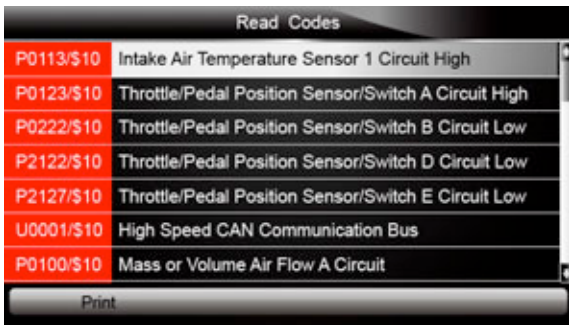 Read Codes
P0113/$10 Intake Air Temperature Sensor 1 Circuit High
P0123/$10 Throttle/Pedal Position Sensor/Switch A Circuit High
P0222/$10 Throttle/Pedal Position Sensor/Switch B Circuit Low
P2122/$10 Throttle/Pedal Position Sensor/Switch D Circuit Low
P2127/$10 Throttle/Pedal Position Sensor/Switch E Circuit Low
U0001/$10 High Speed CAN Communication Bus
P0100/$10 Mass or Volume Air Flow A Circuit
Print